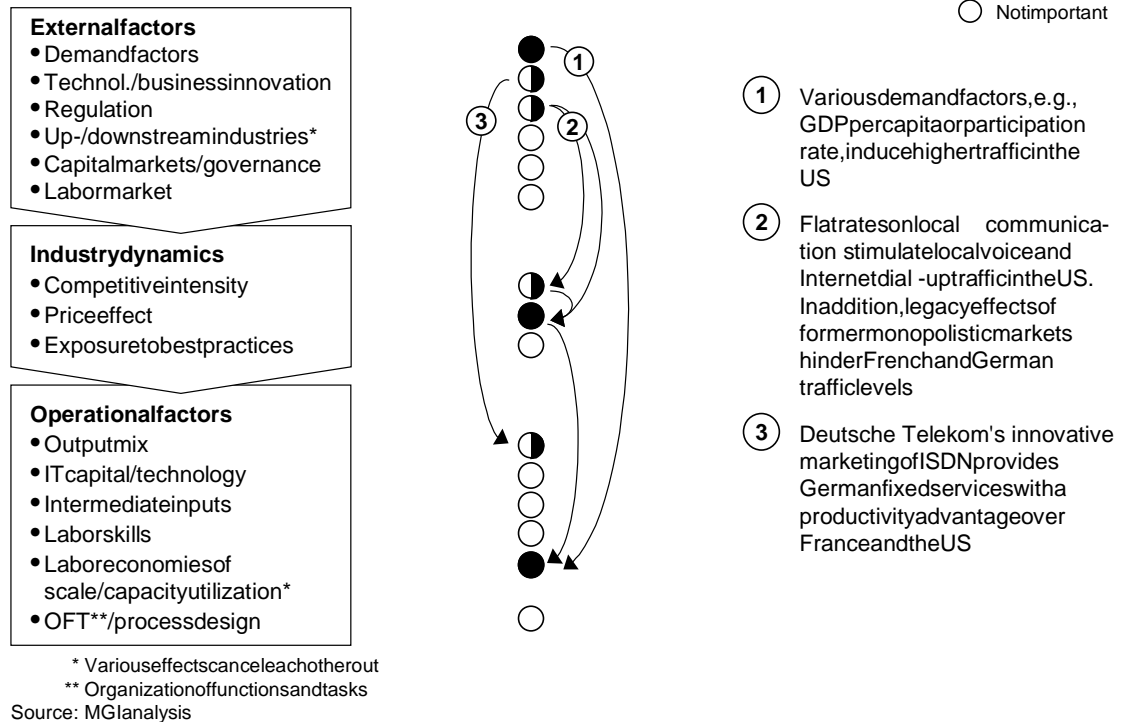 Notimportant
Externalfactors
• Demandfactors
• Technol./businessinnovation
• Regulation
• Up-/downstreamindustries*
• Capitalmarkets/governance
• Labormarket
Industrydynamics
• Competitiveintensity
• Priceeffect
• Exposuretobestpractices
Operationalfactors
• Outputmix
• ITcapital/technology
• Intermediateinputs
• Laborskills
• Laboreconomiesof
scale/capacityutilization*
• OFT**/processdesign
1
3
2
1 Variousdemandfactors,e.g.,
GDPpercapitaorparticipation
rate,inducehighertrafficinthe
US
2 Flatratesonlocal communica-
tion stimulatelocalvoiceand
Internetdial -uptrafficintheUS.
Inaddition,legacyeffectsof
formermonopolisticmarkets
hinderFrenchandGerman
trafficlevels
3 Deutsche Telekom's innovative
marketingofISDNprovides
Germanfixedserviceswitha
productivityadvantageover
FranceandtheUS
* Variouseffectscanceleachotherout
** Organizationoffunctionsandtasks
Source: MGIanalysis